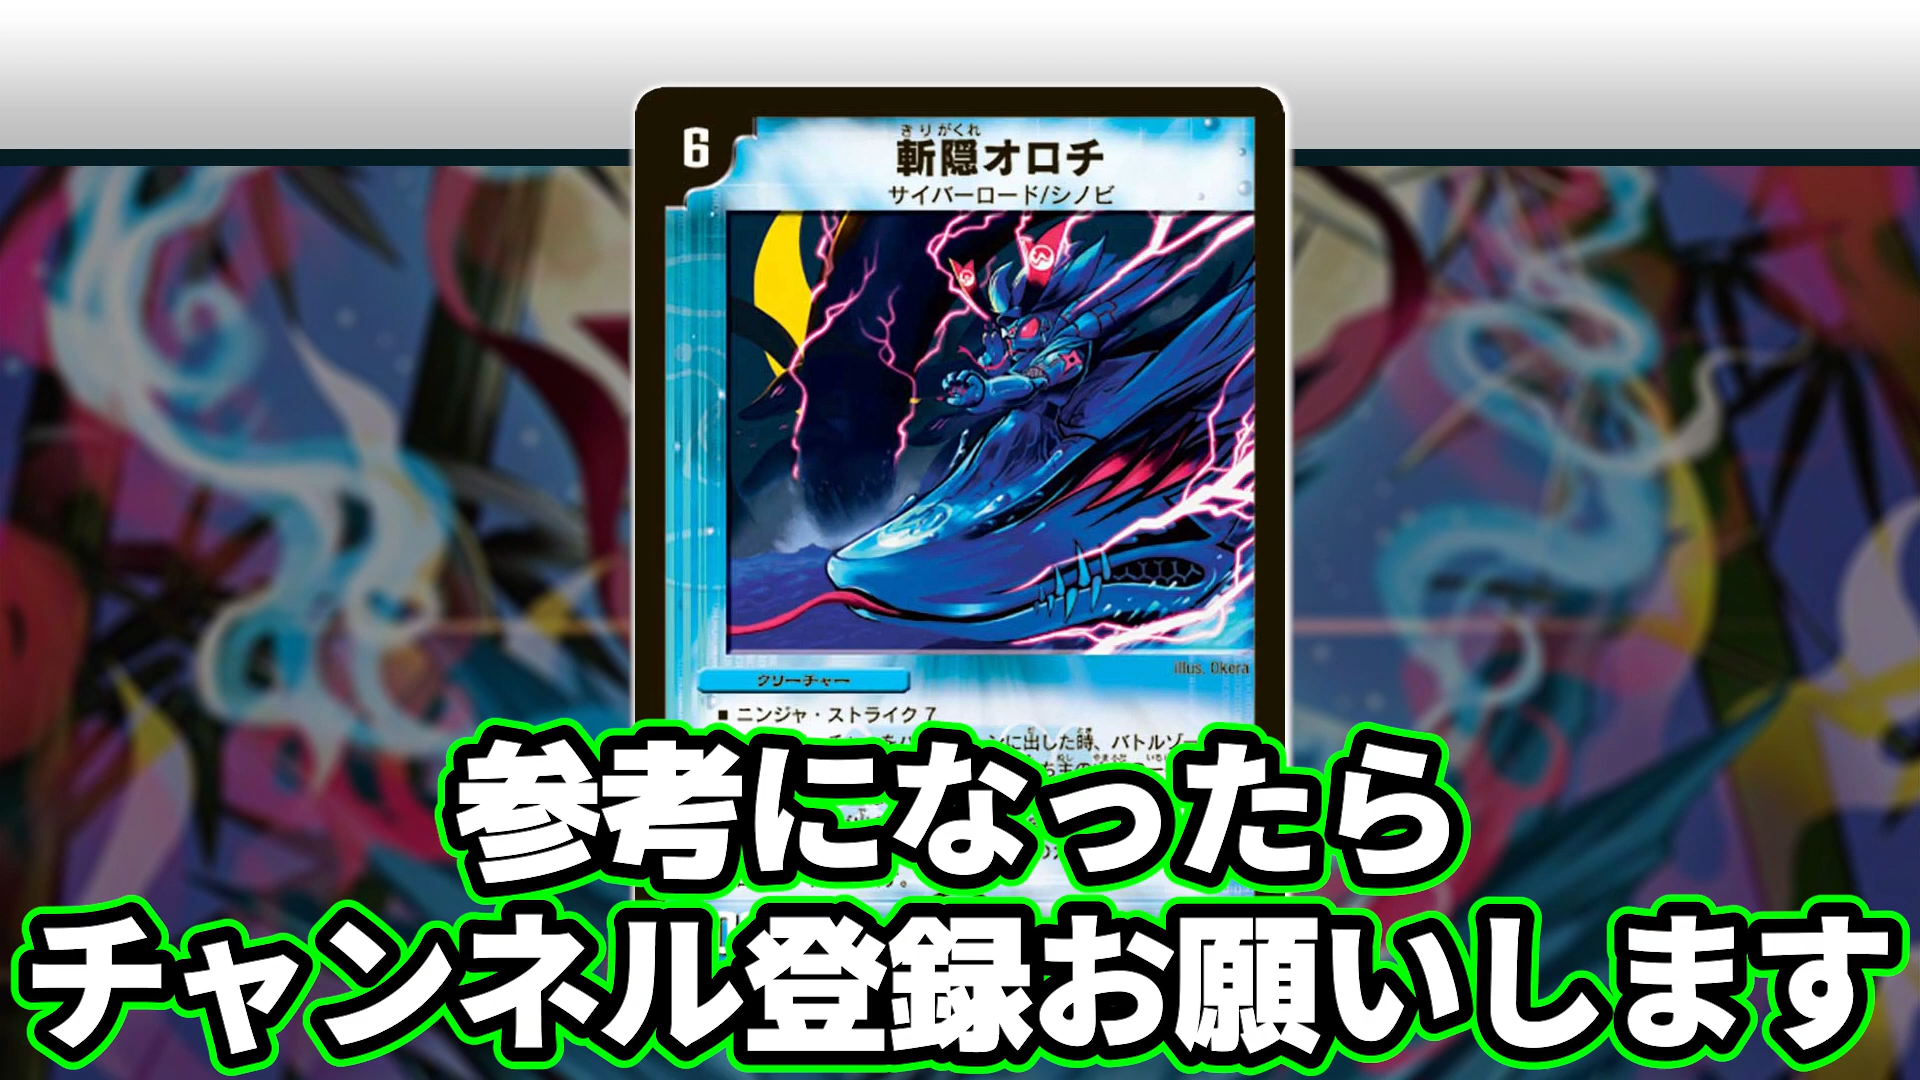 6
きりがくれ
斬隠オロチ
サイバーロード/シノビ
illus. Okera
クリーチャー
■ ニンジャ・ストライク 7
に出した時、バトルゾー
参考になったら
チャンネル登録お願いします